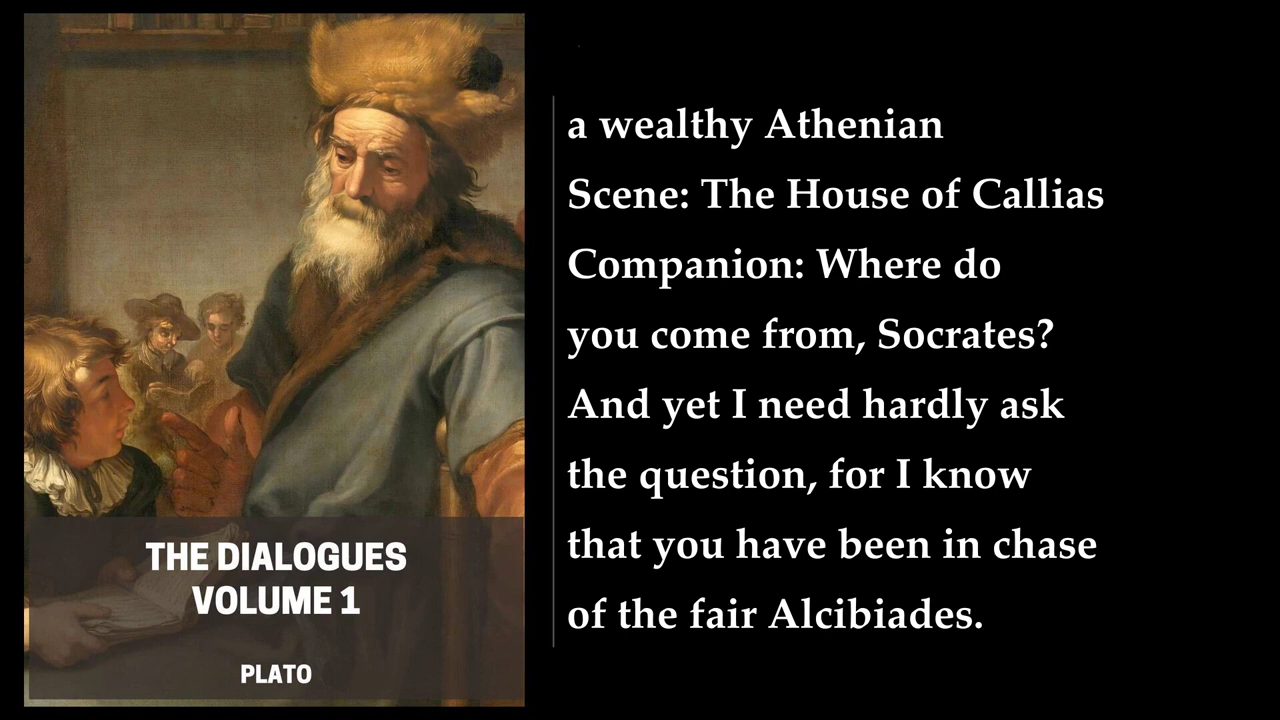 THE DIALOGUES
VOLUME 1
PLATO
a wealthy Athenian
Scene: The House of Callias
Companion: Where do
you come from, Socrates?
And yet I need hardly ask
the question, for I know
that you have been in chase
of the fair Alcibiades.